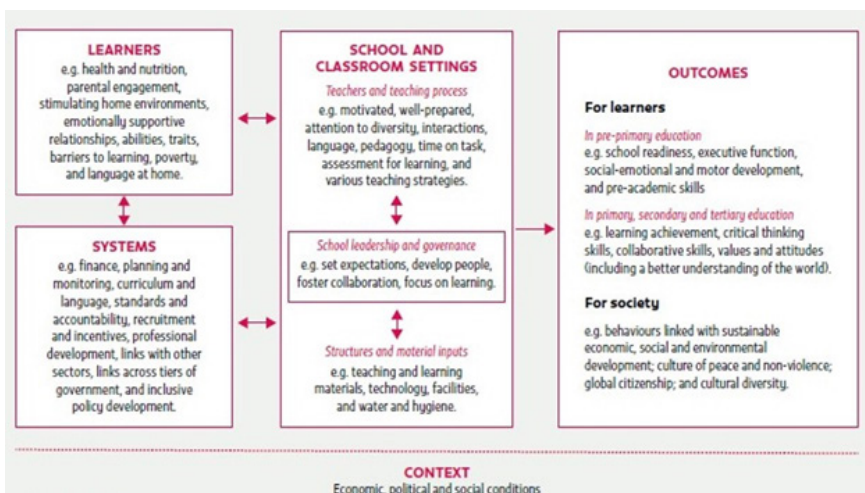 LEARNERS
e.g. health and nutrition,
parental engagement,
stimulating home environments,
emotionally supportive
relationships, abilities, traits,
barriers to learning, poverty,
and language at home.
SYSTEMS
e.g. finance, planning and
monitoring, curriculum and
language, standards and
accountability, recruitment
and incentives, professional
development, links with other
sectors, links across tiers of
government, and inclusive
policy development.
SCHOOL AND
CLASSROOM SETTINGS
Teachers and teaching process
e.g. motivated, well-prepared,
attention to diversity, interactions,
language, pedagogy, time on task,
assessment for learning, and
various teaching strategies.
School leadership and governance
e.g. set expectations, develop people,
foster collaboration, focus on learning.
Structures and material inputs
e.g. teaching and learning
materials, technology, facilities,
and water and hygiene.
OUTCOMES
For learners
In pre-primary education
e.g. school readiness, executive function,
social-emotional and motor development,
and pre-academic skills
In primary, secondary and tertiary education
e.g. learning achievement, critical thinking
skills, collaborative skills, values and attitudes
(including a better understanding of the world).
For society
e.g. behaviours linked with sustainable
economic, social and environmental
development; culture of peace and non-violence;
global citizenship; and cultural diversity.
CONTEXT
Economic, political and social conditions